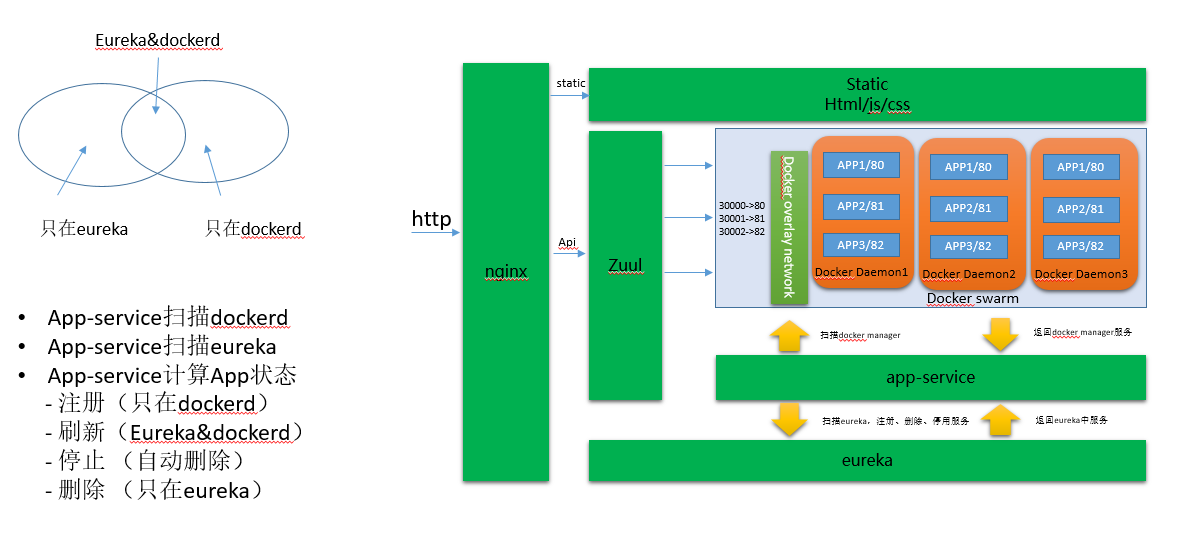 Eureka&dockerd
只在eureka
只在dockerd
• App-service扫描dockerd
• App-service扫描eureka
• App-service计算App状态
- 注册（只在dockerd）
- 刷新（Eureka&dockerd）
- 停止 （自动删除）
- 删除 （只在eureka）
http
nginx
static
Api
Static
Html/js/css
Zuul
30000->80
30001->81
30002->82
Docker overlay network
APP1/80
APP2/81
APP3/82
Docker Daemon1
APP1/80
APP2/81
APP3/82
Docker Daemon2
APP1/80
APP2/81
APP3/82
Docker Daemon3
Docker swarm
扫描docker manager
返回docker manager服务
app-service
扫描eureka，注册、删除、停用服务
返回eureka中服务
eureka